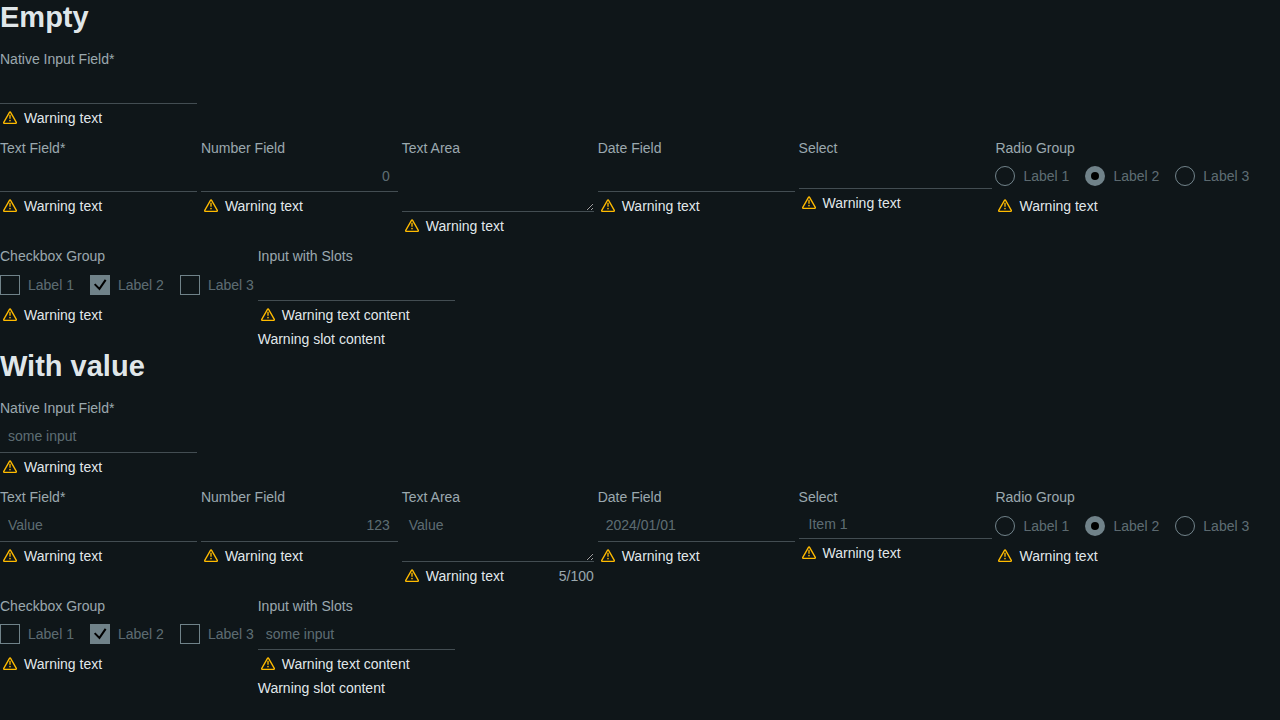 Empty
Native Input Field*
Warning text
Text Field* Number Field Text Area Date Field Select Radio Group
0 Label 1 Label 2 Label 3
Warning text Warning text Warning text Warning text Warning text Warning text
Checkbox Group Input with Slots
Label 1 Label 2 Label 3
Warning text Warning text content
Warning slot content
With value
Native Input Field*
some input
Warning text
Text Field* Number Field Text Area Date Field Select Radio Group
Value 123 Value 2024/01/01 Item 1 Label 1 Label 2 Label 3
Warning text Warning text Warning text 5/100 Warning text Warning text Warning text
Checkbox Group Input with Slots
Label 1 Label 2 Label 3 some input
Warning text Warning text content
Warning slot content